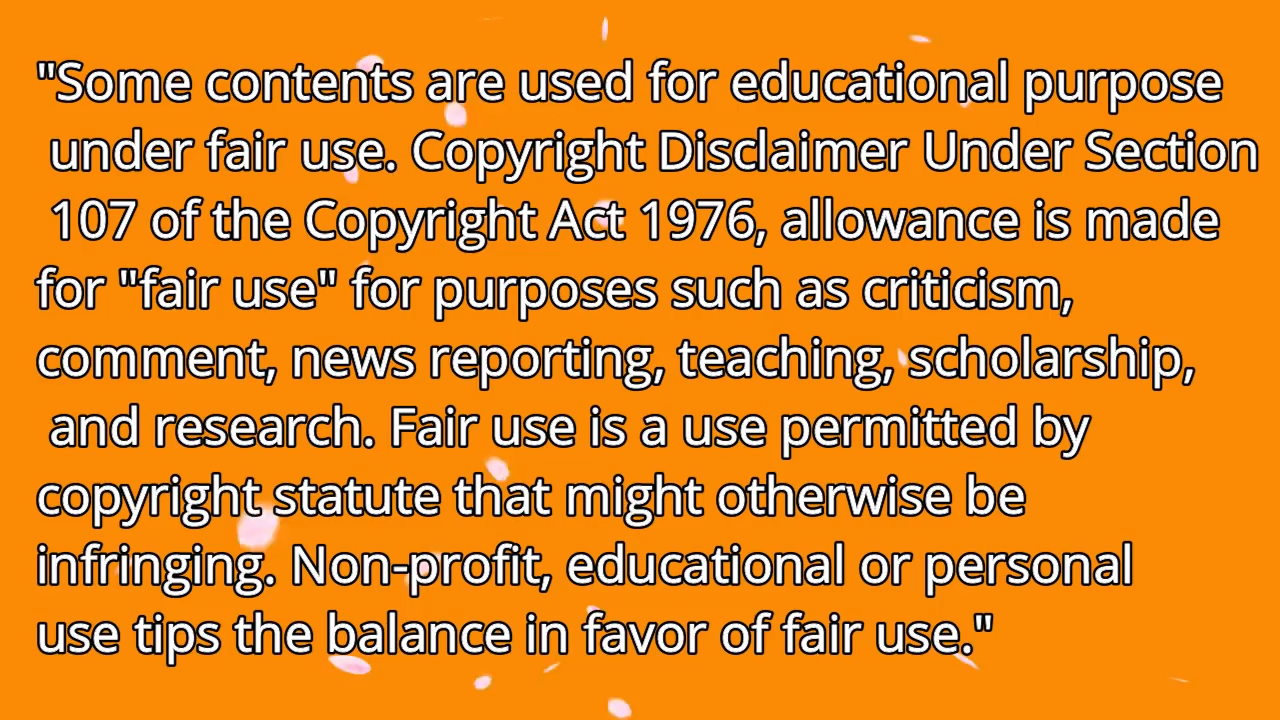 "Some contents are used for educational purpose
under fair use. Copyright Disclaimer Under Section
107 of the Copyright Act 1976, allowance is made
for "fair use" for purposes such as criticism,
comment, news reporting, teaching, scholarship,
and research. Fair use is a use permitted by
copyright statute that might otherwise be
infringing. Non-profit, educational or personal
use tips the balance in favor of fair use."